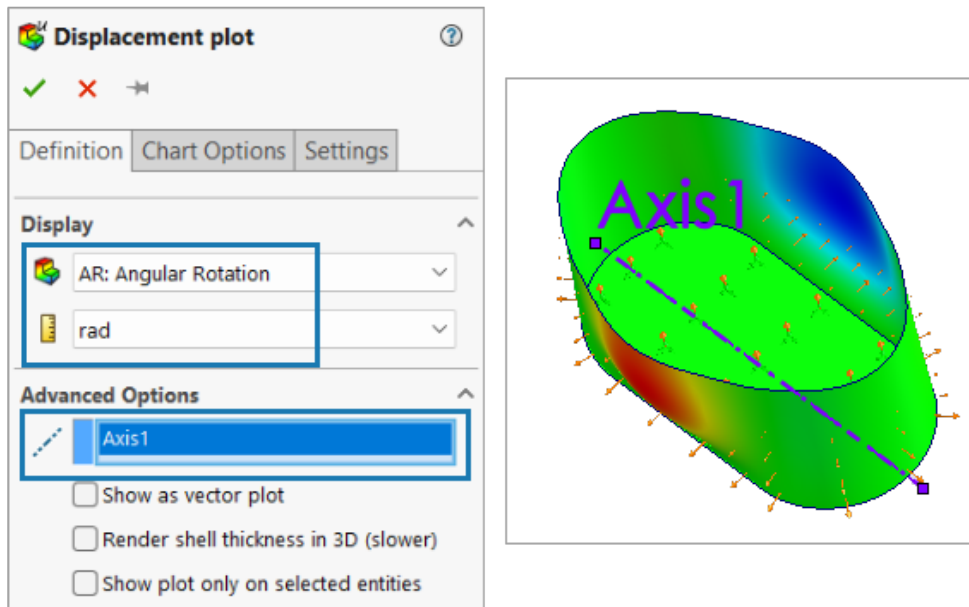 Displacement plot
Definition Chart Options Settings
Display
AR: Angular Rotation
rad
Advanced Options
Axis1
Show as vector plot
Render shell thickness in 3D (slower)
Show plot only on selected entities
Axis1